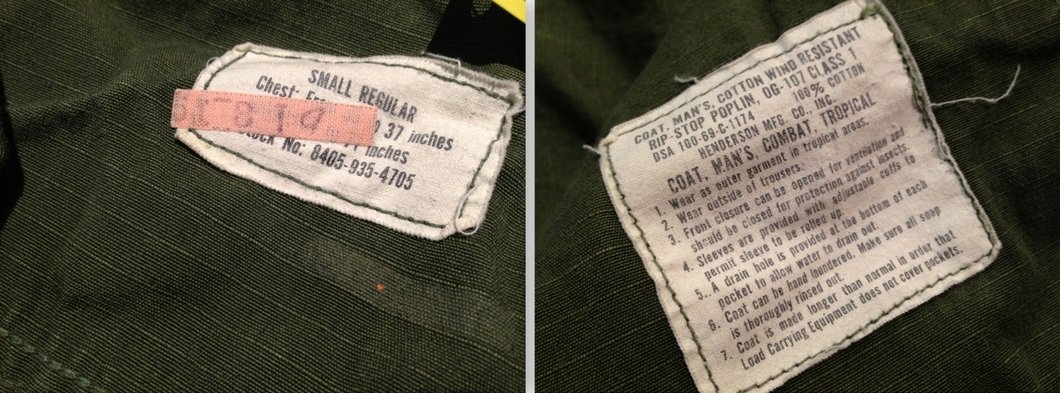 SMALL REGULAR
Chest: 37 inches
inches
No: 8405-935-4705
COAT, MAN'S, COTTON WIND RESISTANT
RIP-STOP POPLIN, OG-107 CLASS 1
DSA 100-69-C-1174 100% COTTON
HENDERSON MFG. CO., INC.
COAT, MAN'S, COMBAT TROPICAL
1. Wear as outer garment in tropical areas.
2. Wear outside of trousers.
3. Front closure can be opened for ventilation and
should be closed for protection against insects.
4. Sleeves are provided with adjustable cuffs to
permit sleeve to be rolled up.
5. A drain hole is provided at the bottom of each
pocket to allow water to drain out.
6. Coat can be hand laundered. Make sure all soap
is thoroughly rinsed out.
7. Coat is made longer than normal in order that
Load Carrying Equipment does not cover pockets.